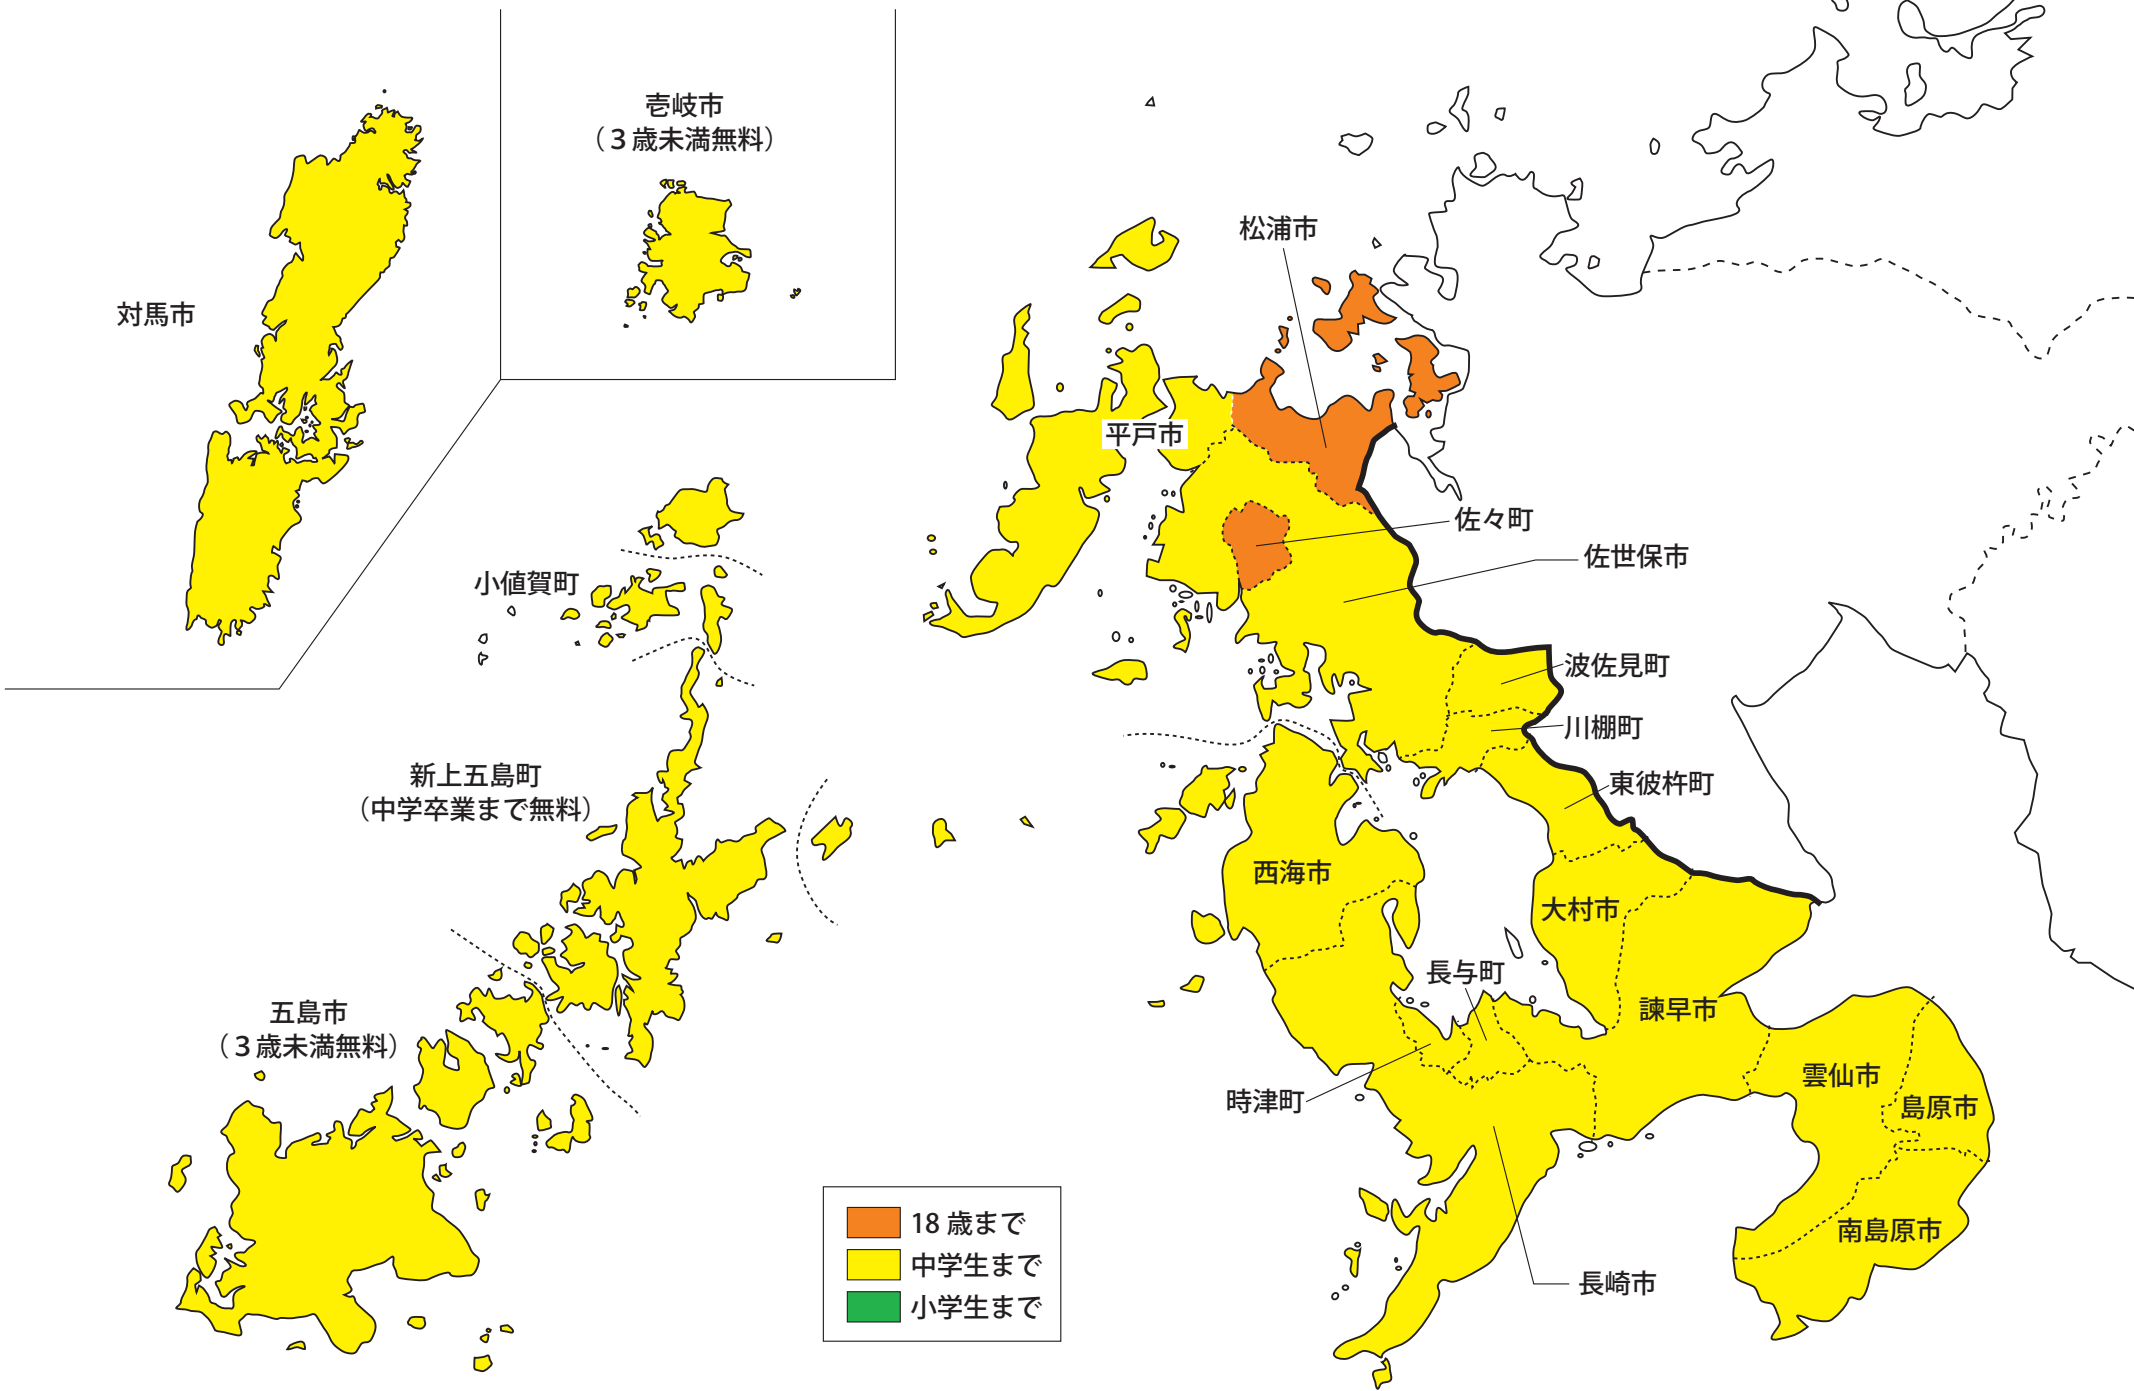 壱岐市
（３歳未満無料）
対馬市
松浦市
平戸市
佐々町
佐世保市
小値賀町
波佐見町
川棚町
新上五島町
（中学卒業まで無料）
東彼杵町
西海市
大村市
長与町
五島市
（３歳未満無料）
諫早市
雲仙市
時津町
島原市
18 歳まで
南島原市
中学生まで
長崎市
小学生まで